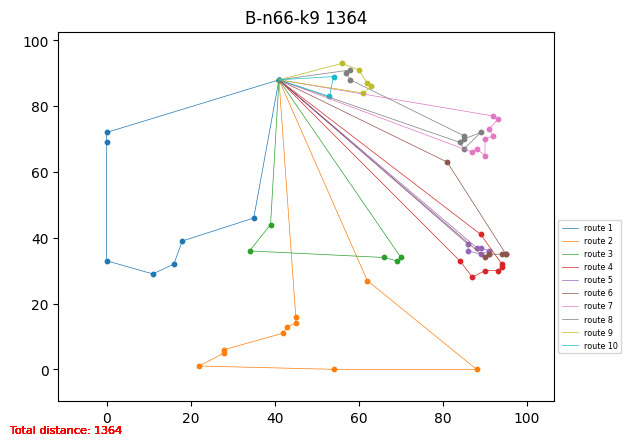 B-n66-k9 1364
100
80
60
40
20
0
0 20 40 60 80 100
route 1
route 2
route 3
route 4
route 5
route 6
route 7
route 8
route 9
route 10
Total distance: 1364